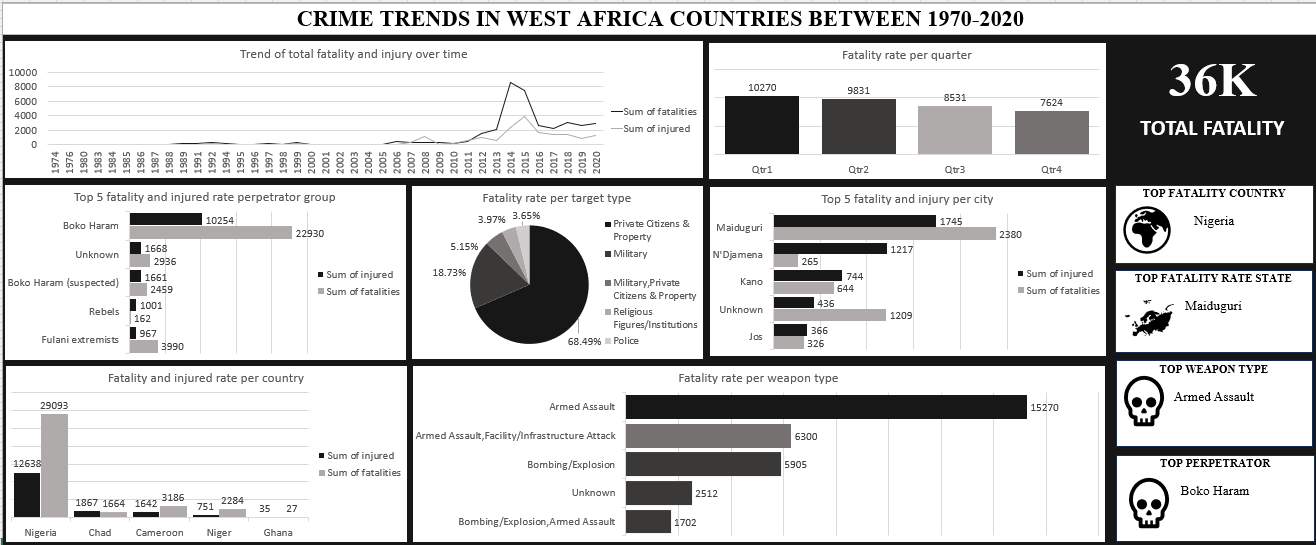 CRIME TRENDS IN WEST AFRICA COUNTRIES BETWEEN 1970-2020
Trend of total fatality and injury over time
10000
8000
6000
4000
2000
0
1974 1976 1980 1983 1984 1985 1986 1987 1988 1989 1991 1992 1994 1995 1996 1997 1998 1999 2000 2001 2002 2003 2004 2005 2006 2007 2008 2009 2010 2011 2012 2013 2014 2015 2016 2017 2018 2019 2020
Sum of fatalities
Sum of injured
Fatality rate per quarter
10270 9831 8531 7624
Qtr1 Qtr2 Qtr3 Qtr4
36K
TOTAL FATALITY
Top 5 fatality and injured rate perpetrator group
Boko Haram 10254
22930
Unknown 1668
2936
Boko Haram (suspected) 1661
2459
Rebels 1001
162
Fulani extremists 967
3990
Sum of injured
Sum of fatalities
Fatality rate per target type
3.97% 3.65%
5.15%
18.73%
68.49%
Private Citizens &
Property
Military
Military,Private
Citizens & Property
Religious
Figures/Institutions
Police
Top 5 fatality and injury per city
Maiduguri 1745
2380
N'Djamena 1217
265
Kano 744
644
Unknown 436
1209
Jos 366
326
Sum of injured
Sum of fatalities
TOP FATALITY COUNTRY
Nigeria
TOP FATALITY RATE STATE
Maiduguri
TOP WEAPON TYPE
Armed Assault
TOP PERPETRATOR
Boko Haram
Fatality and injured rate per country
29093
12638
1867 1664 1642 3186 751 2284 35 27
Nigeria Chad Cameroon Niger Ghana
Sum of injured
Sum of fatalities
Fatality rate per weapon type
Armed Assault 15270
Armed Assault,Facility/Infrastructure Attack 6300
Bombing/Explosion 5905
Unknown 2512
Bombing/Explosion,Armed Assault 1702